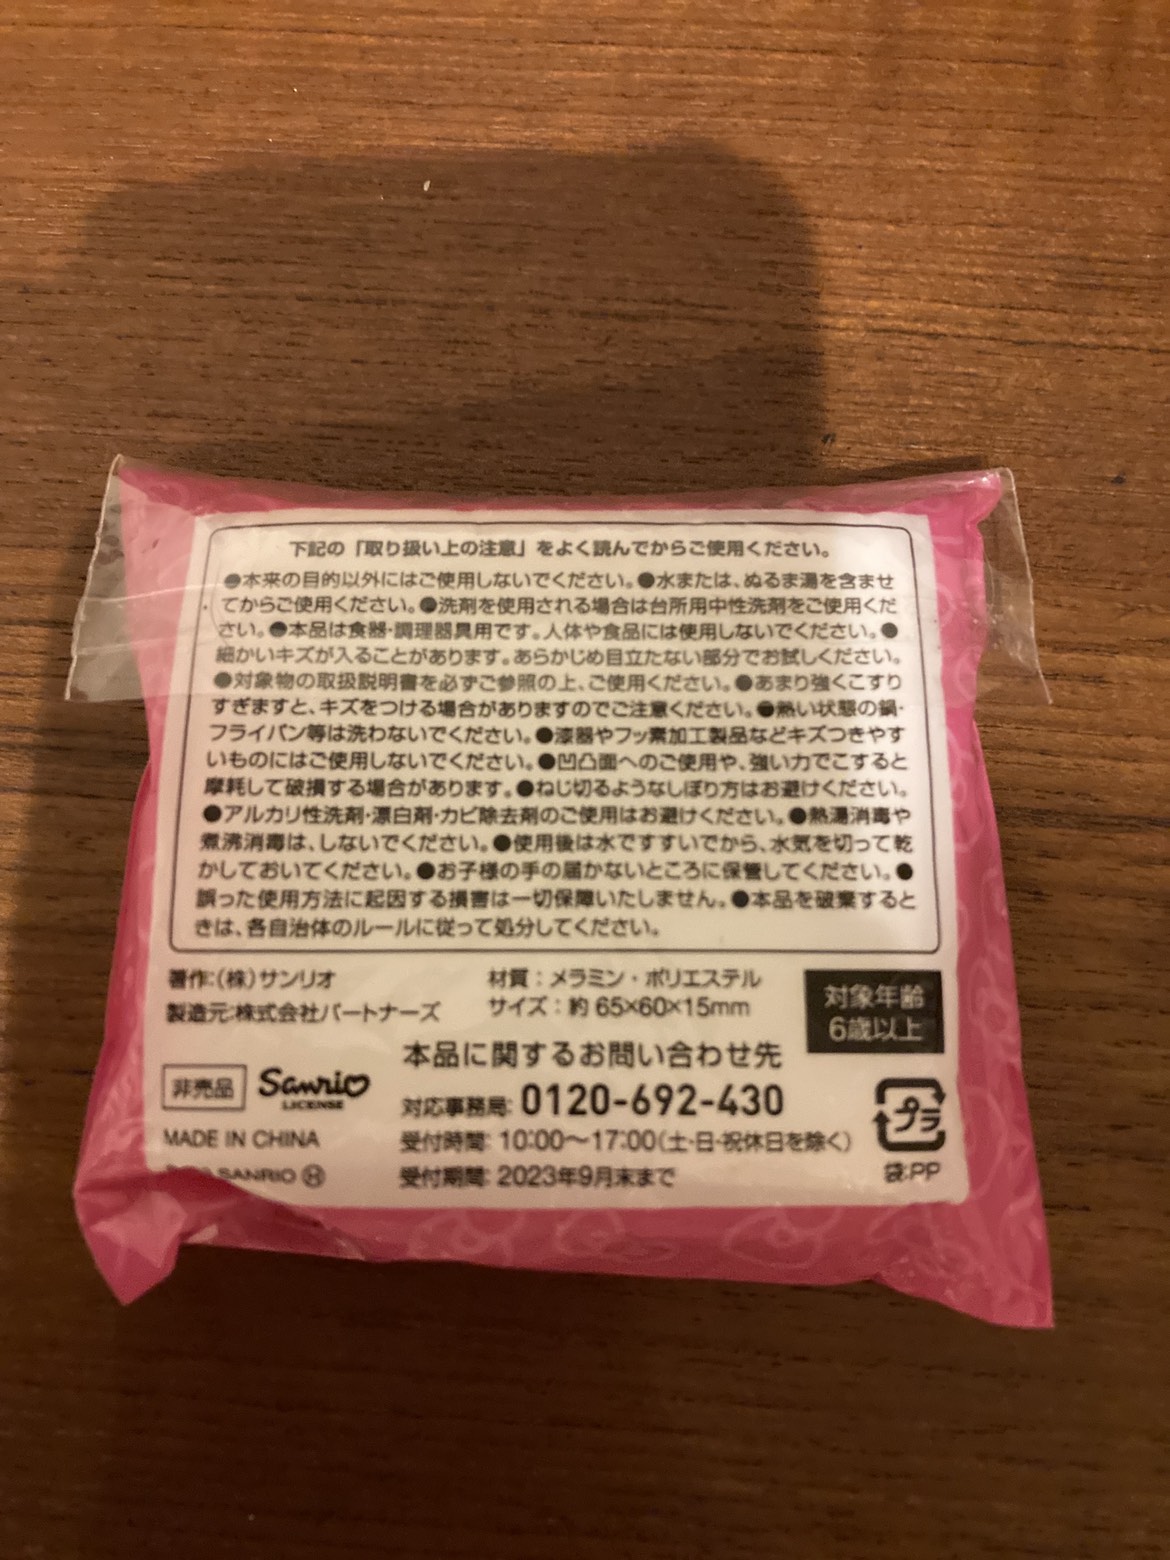 下記の「取り扱い上の注意」をよく読んでからご使用ください。
●本来の目的以外にはご使用しないでください。●水または、ぬるま湯を含ませ
てからご使用ください。●洗剤を使用される場合は台所用中性洗剤をご使用くだ
さい。●本品は食器・調理器具用です。人体や食品には使用しないでください。●
細かいキズが入ることがあります。あらかじめ目立たない部分でお試しください。
●対象物の取扱説明書を必ずご参照の上、ご使用ください。●あまり強くこすり
すぎますと、キズをつける場合がありますのでご注意ください。●熱い状態の鍋・
フライパン等は洗わないでください。●漆器やフッ素加工製品などキズつきやす
いものにはご使用しないでください。●凹凸面へのご使用や、強い力でこすると
摩耗して破損する場合があります。●ねじ切るようなしぼり方はお避けください。
●アルカリ性洗剤・漂白剤・カビ除去剤のご使用はお避けください。●熱湯消毒や
煮沸消毒は、しないでください。●使用後は水ですすいでから、水気を切って乾
かしておいてください。●お子様の手の届かないところに保管してください。●
誤った使用方法に起因する損害は一切保障いたしません。●本品を破棄すると
きは、各自治体のルールに従って処分してください。
著作:(株)サンリオ
製造元:株式会社パートナーズ
材質：メラミン・ポリエステル
サイズ：約65×60×15mm
対象年齢
6歳以上
本品に関するお問い合わせ先
対応事務局: 0120-692-430
受付時間: 10:00〜17:00(土・日・祝休日を除く)
受付期間: 2023年9月末まで
非売品
Sanrio
LICENSE
MADE IN CHINA
SANRIO Ⓗ
プラ
袋:PP